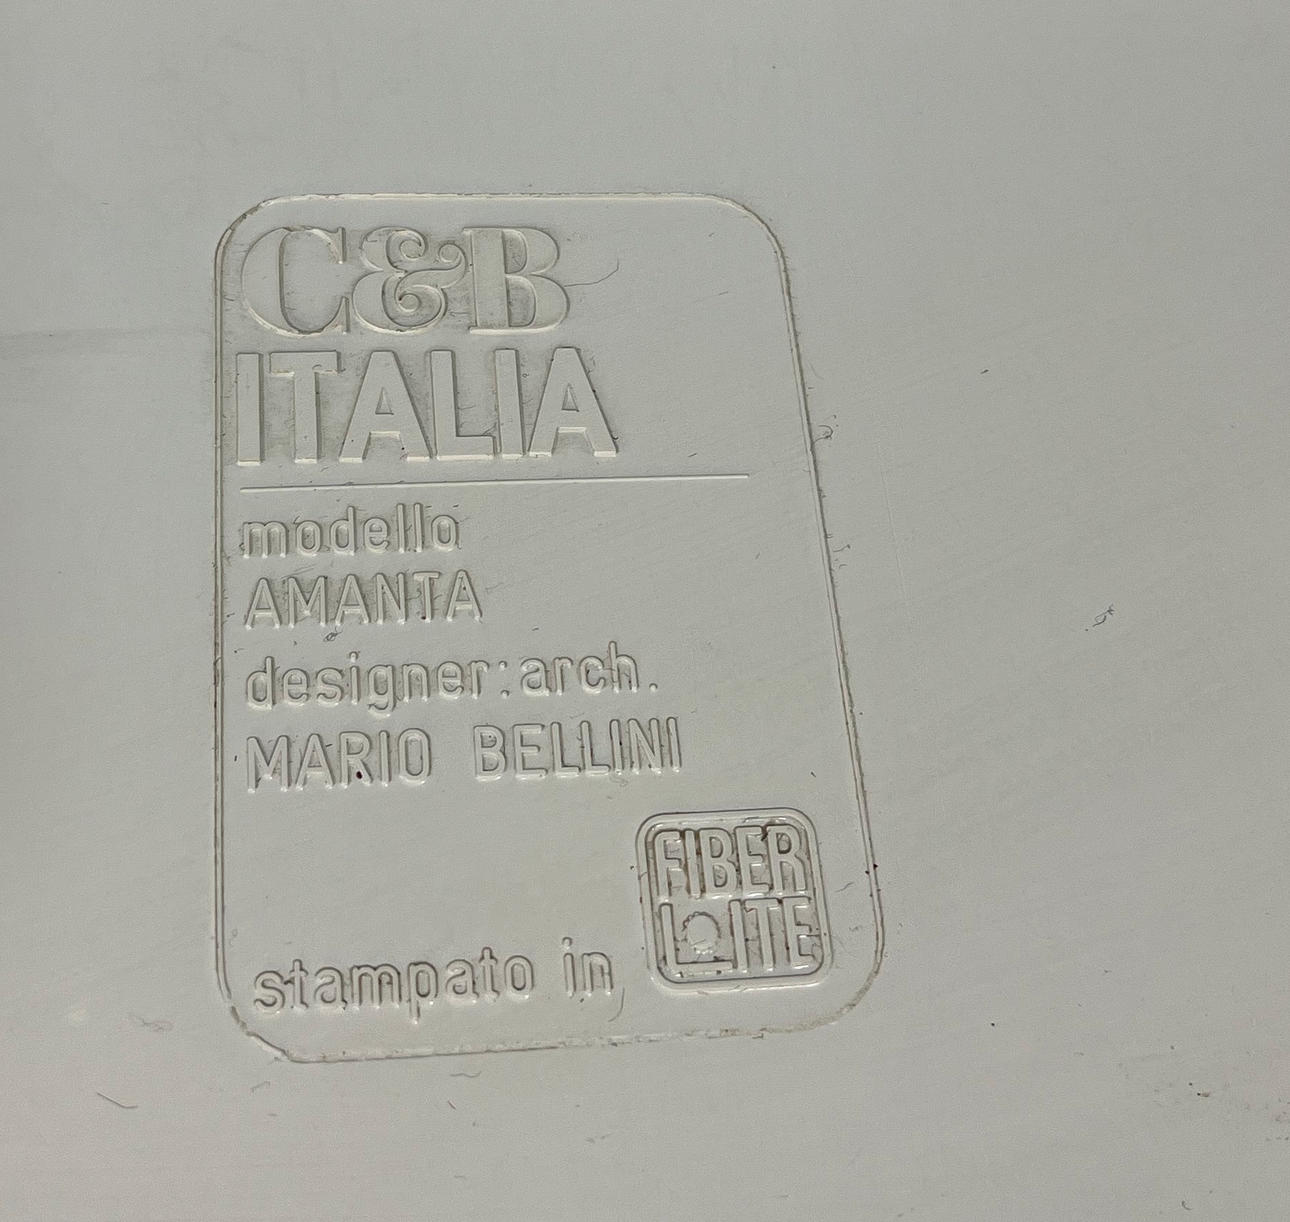 C&B
ITALIA
modello
AMANTA
designer:arch.
MARIO BELLINI
FIBER
LITE
stampato in